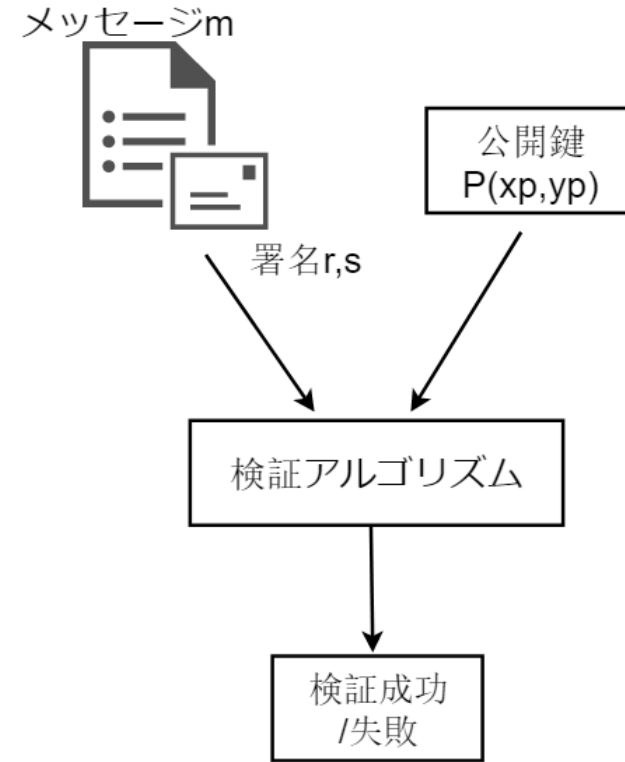 メッセージm
公開鍵
P(xp,yp)
署名r,s
検証アルゴリズム
検証成功
/失敗